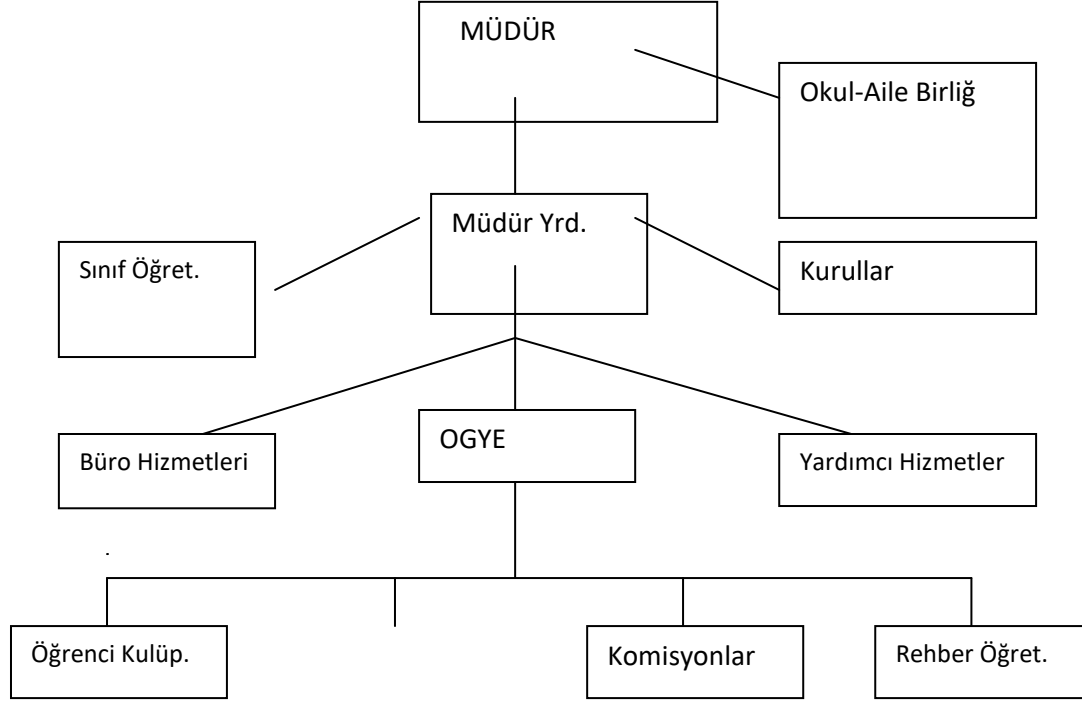 MÜDÜR
Okul-Aile Birliğ
Müdür Yrd.
Sınıf Öğret.
Kurullar
Büro Hizmetleri
OGYE
Yardımcı Hizmetler
.
Öğrenci Kulüp.
Komisyonlar
Rehber Öğret.